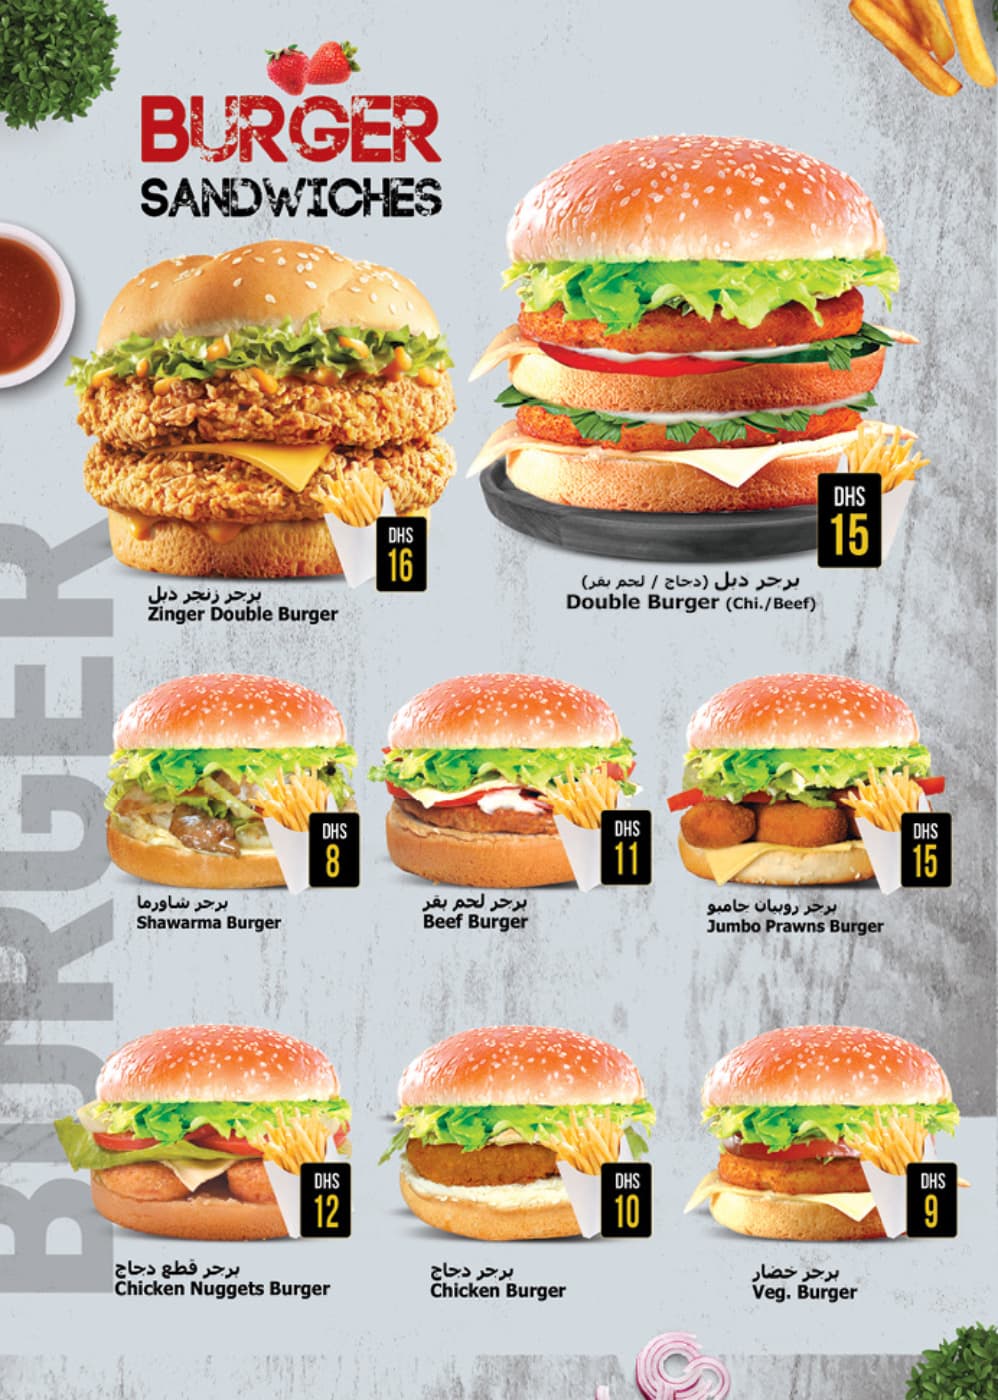 BURGER
SANDWICHES
DHS
16
برجر زنجر دبل
Zinger Double Burger
DHS
15
برجر دبل (دجاج / لحم بقر)
Double Burger (Chi./Beef)
BURGER
DHS
8
برجر شاورما
Shawarma Burger
DHS
11
برجر لحم بقر
Beef Burger
DHS
15
برجر روبيان جامبو
Jumbo Prawns Burger
DHS
12
برجر قطع دجاج
Chicken Nuggets Burger
DHS
10
برجر دجاج
Chicken Burger
DHS
9
برجر خضار
Veg. Burger